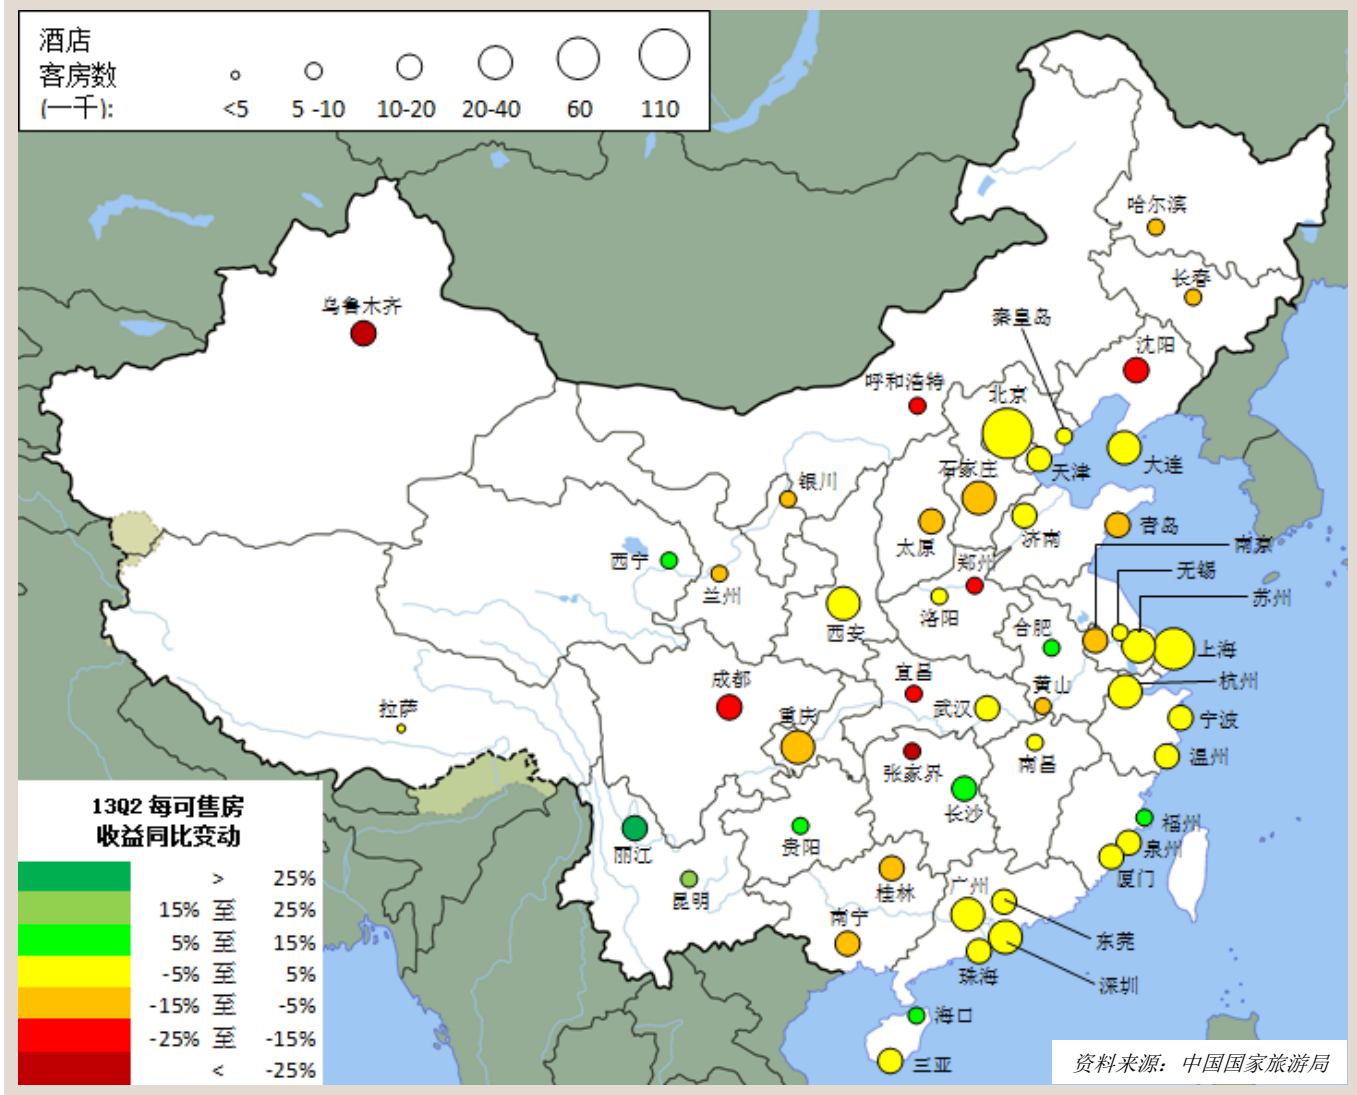 酒店
客房数
(一千):
<5 5 -10 10-20 20-40 60 110
哈尔滨
长春
乌鲁木齐
秦皇岛
沈阳
呼和浩特
北京
大连
天津
石家庄
银川
青岛
济南
太原
南京
西宁
郑州
无锡
兰州
苏州
洛阳
西安
合肥
上海
宜昌
成都
杭州
黄山
拉萨
武汉
重庆
宁波
温州
南昌
张家界
长沙
福州
贵阳
泉州
丽江
厦门
广州
桂林
昆明
南宁
东莞
珠海
深圳
海口
三亚
13Q2 每可售房
收益同比变动
> 25%
15% 至 25%
5% 至 15%
-5% 至 5%
-15% 至 -5%
-25% 至 -15%
< -25%
资料来源：中国国家旅游局